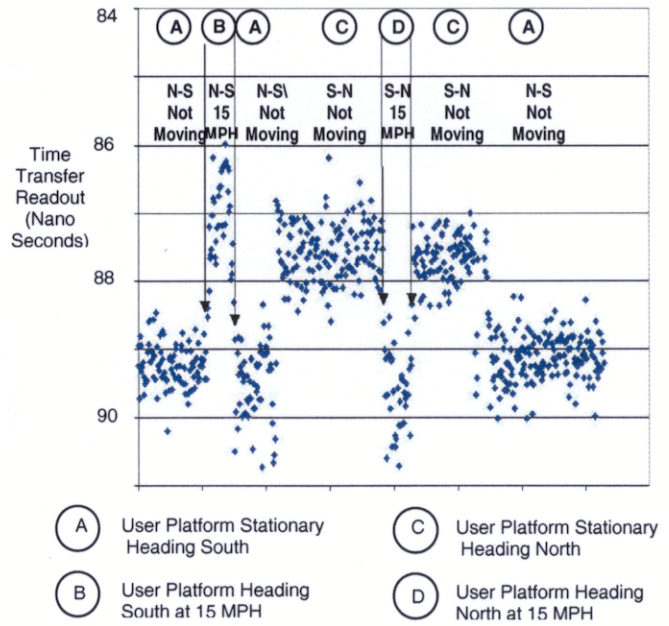 84
A B A C D C A
N-S N-S N-S\ S-N S-N S-N N-S
Not 15 Not Not 15 Not Not
Moving MPH Moving Moving MPH Moving Moving
86
Time
Transfer
Readout
(Nano
Seconds)
88
90
A User Platform Stationary
Heading South
C User Platform Stationary
Heading North
B User Platform Heading
South at 15 MPH
D User Platform Heading
North at 15 MPH